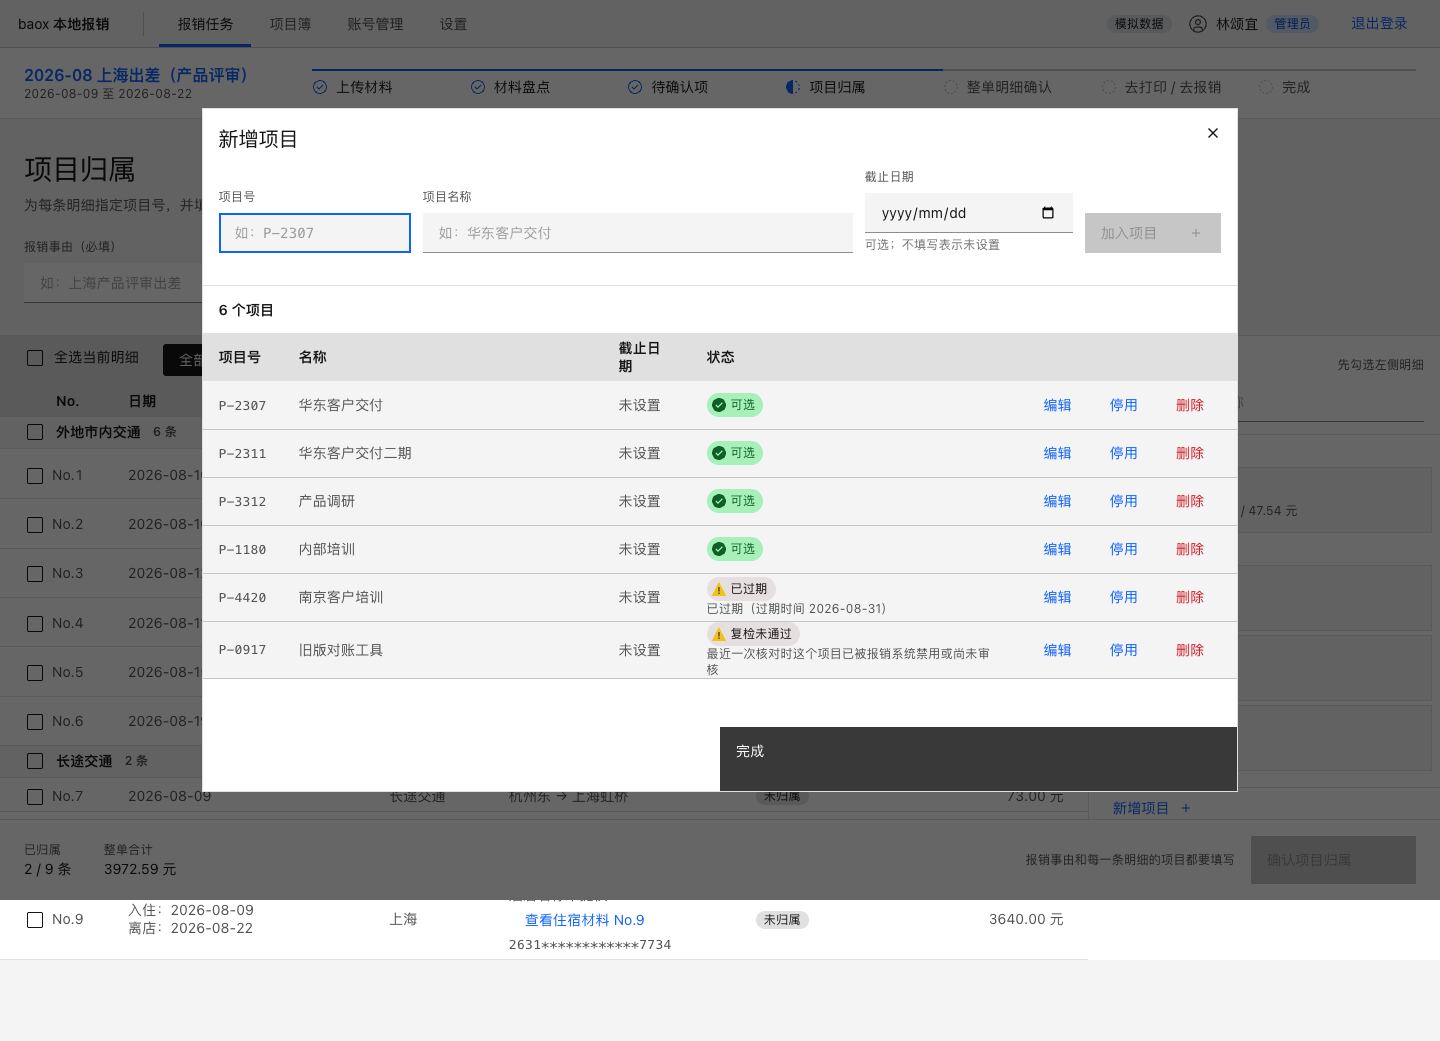 baox 本地报销
报销任务
项目簿
账号管理
设置
模拟数据
林颂宜
管理员
退出登录
2026-08 上海出差（产品评审）
2026-08-09 至 2026-08-22
上传材料
材料盘点
待确认项
项目归属
整单明细确认
去打印 / 去报销
完成
项目归属
为每条明细指定项目号，并
报销事由（必填）
如：上海产品评审出差
全选当前明细
先勾选左侧明细
No.
日期
外地市内交通 6 条
No.1
No.2
No.3
No.4
No.5
No.6
/ 47.54 元
长途交通 2 条
No.7 2026-08-09 长途交通 杭州东 → 上海虹桥 未归属 73.00 元
新增项目 +
新增项目
项目号
如：P-2307
项目名称
如：华东客户交付
截止日期
yyyy/mm/dd
可选；不填写表示未设置
加入项目 +
6 个项目
项目号 名称 截止日
期 状态
P-2307 华东客户交付 未设置 可选 编辑 停用 删除
P-2311 华东客户交付二期 未设置 可选 编辑 停用 删除
P-3312 产品调研 未设置 可选 编辑 停用 删除
P-1180 内部培训 未设置 可选 编辑 停用 删除
P-4420 南京客户培训 未设置 已过期 编辑 停用 删除
已过期（过期时间 2026-08-31）
P-0917 旧版对账工具 未设置 复检未通过 编辑 停用 删除
最近一次核对时这个项目已被报销系统禁用或尚未审
核
完成
已归属
2 / 9 条
整单合计
3972.59 元
报销事由和每一条明细的项目都要填写
确认项目归属
No.9
入住：2026-08-09
离店：2026-08-22
上海
查看住宿材料 No.9
2631************7734
未归属
3640.00 元